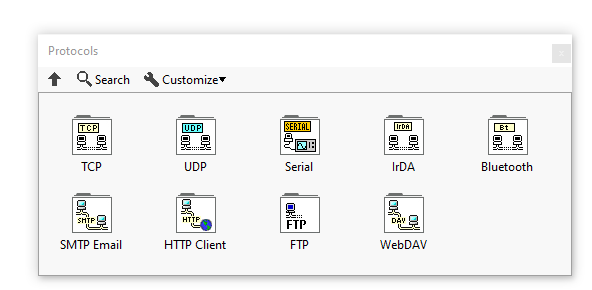 Protocols
Search Customize
TCP UDP SERIAL IrDA Bt
TCP UDP Serial IrDA Bluetooth
SMTP HTTP FTP DAV
SMTP Email HTTP Client FTP WebDAV